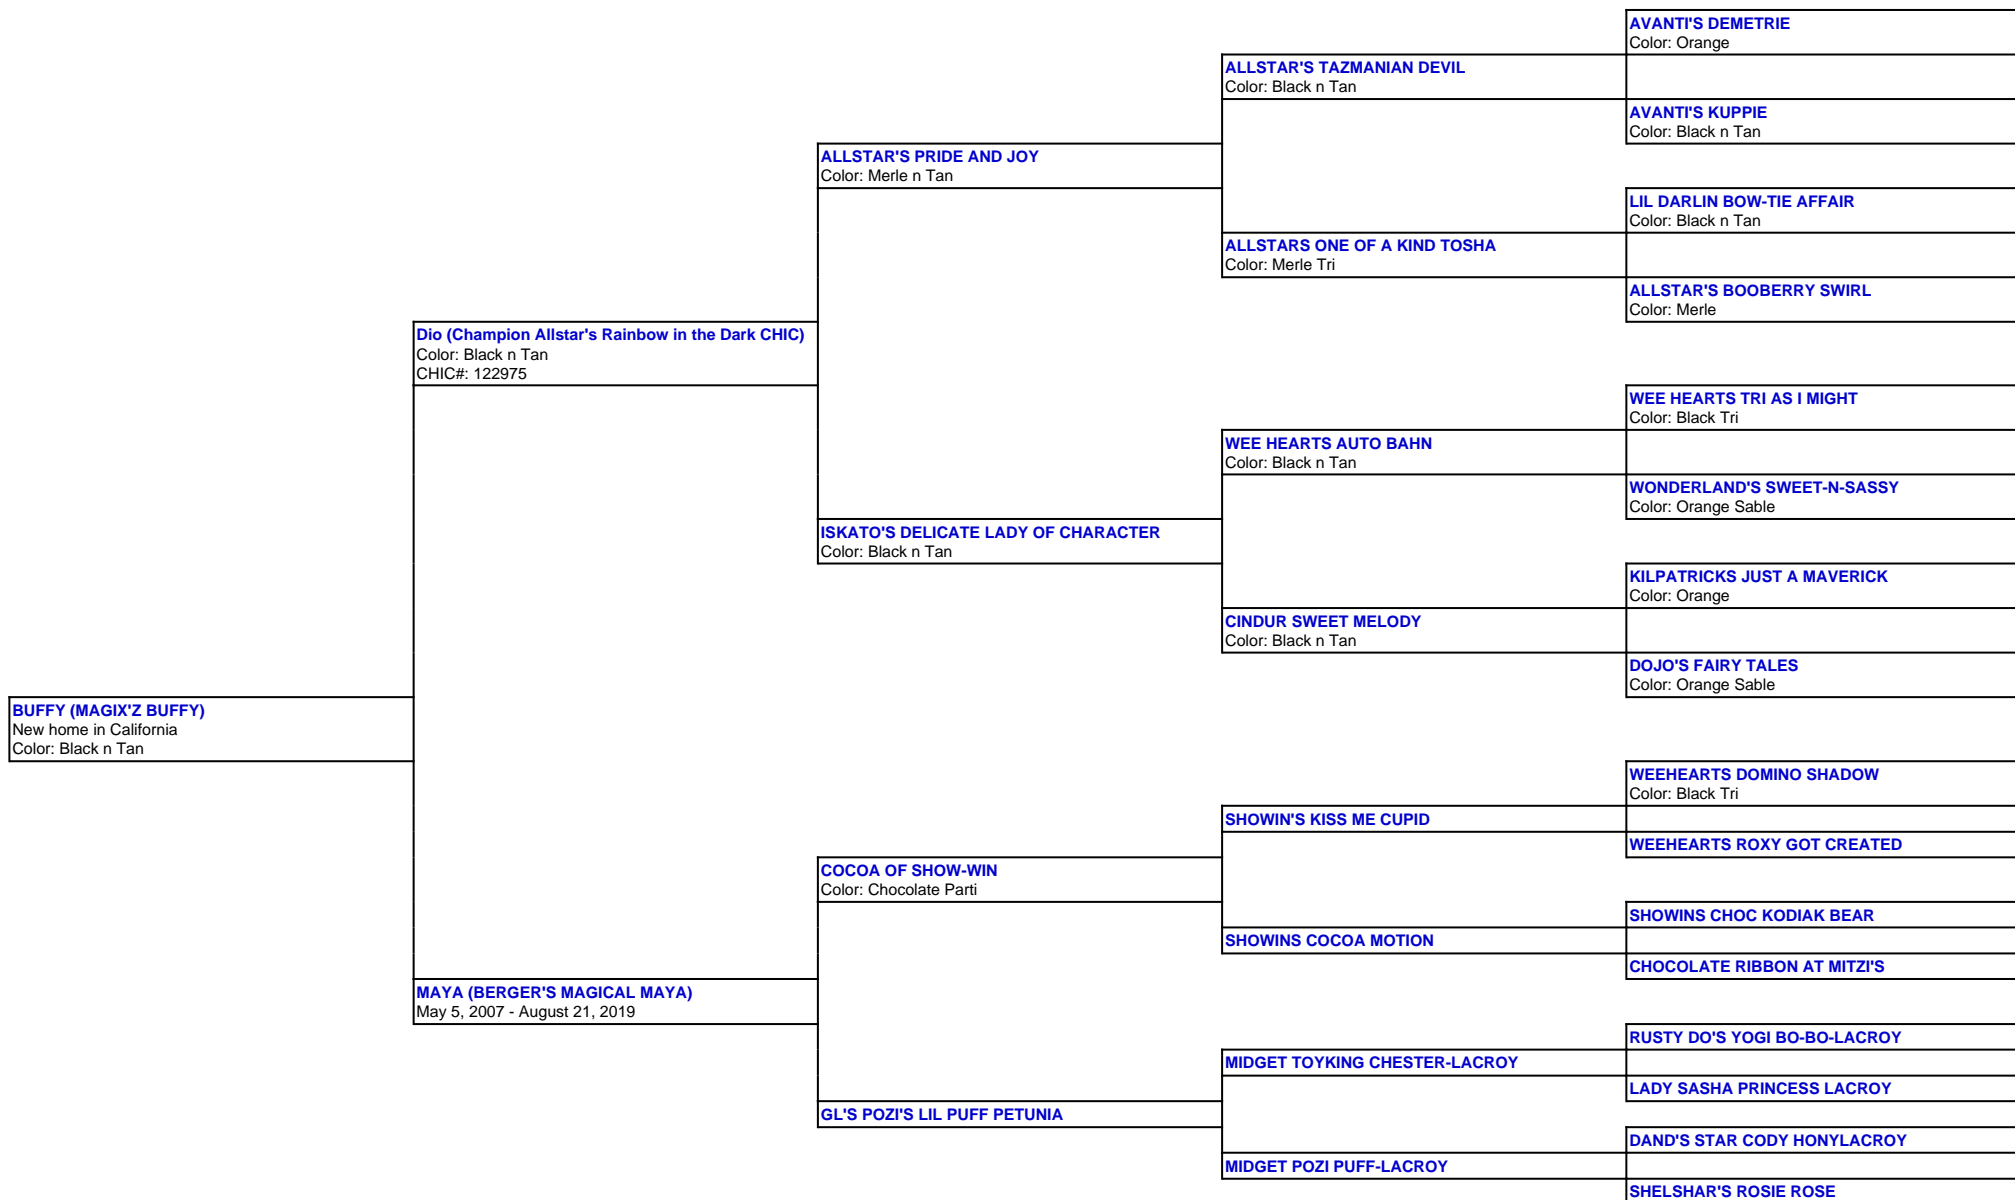 AVANTI'S DEMETRIE
Color: Orange
ALLSTAR'S TAZMANIAN DEVIL
Color: Black n Tan
AVANTI'S KUPPIE
Color: Black n Tan
ALLSTAR'S PRIDE AND JOY
Color: Merle n Tan
LIL DARLIN BOW-TIE AFFAIR
Color: Black n Tan
ALLSTARS ONE OF A KIND TOSHA
Color: Merle Tri
ALLSTAR'S BOOBERRY SWIRL
Color: Merle
Dio (Champion Allstar's Rainbow in the Dark CHIC)
Color: Black n Tan
CHIC#: 122975
WEE HEARTS TRI AS I MIGHT
Color: Black Tri
WEE HEARTS AUTO BAHN
Color: Black n Tan
WONDERLAND'S SWEET-N-SASSY
Color: Orange Sable
ISKATO'S DELICATE LADY OF CHARACTER
Color: Black n Tan
KILPATRICKS JUST A MAVERICK
Color: Orange
CINDUR SWEET MELODY
Color: Black n Tan
DOJO'S FAIRY TALES
Color: Orange Sable
BUFFY (MAGIX'Z BUFFY)
New home in California
Color: Black n Tan
WEEHEARTS DOMINO SHADOW
Color: Black Tri
SHOWIN'S KISS ME CUPID
WEEHEARTS ROXY GOT CREATED
COCOA OF SHOW-WIN
Color: Chocolate Parti
SHOWINS CHOC KODIAK BEAR
SHOWINS COCOA MOTION
CHOCOLATE RIBBON AT MITZI'S
MAYA (BERGER'S MAGICAL MAYA)
May 5, 2007 - August 21, 2019
RUSTY DO'S YOGI BO-BO-LACROY
MIDGET TOYKING CHESTER-LACROY
LADY SASHA PRINCESS LACROY
GL'S POZI'S LIL PUFF PETUNIA
DAND'S STAR CODY HONYLACROY
MIDGET POZI PUFF-LACROY
SHELSHAR'S ROSIE ROSE